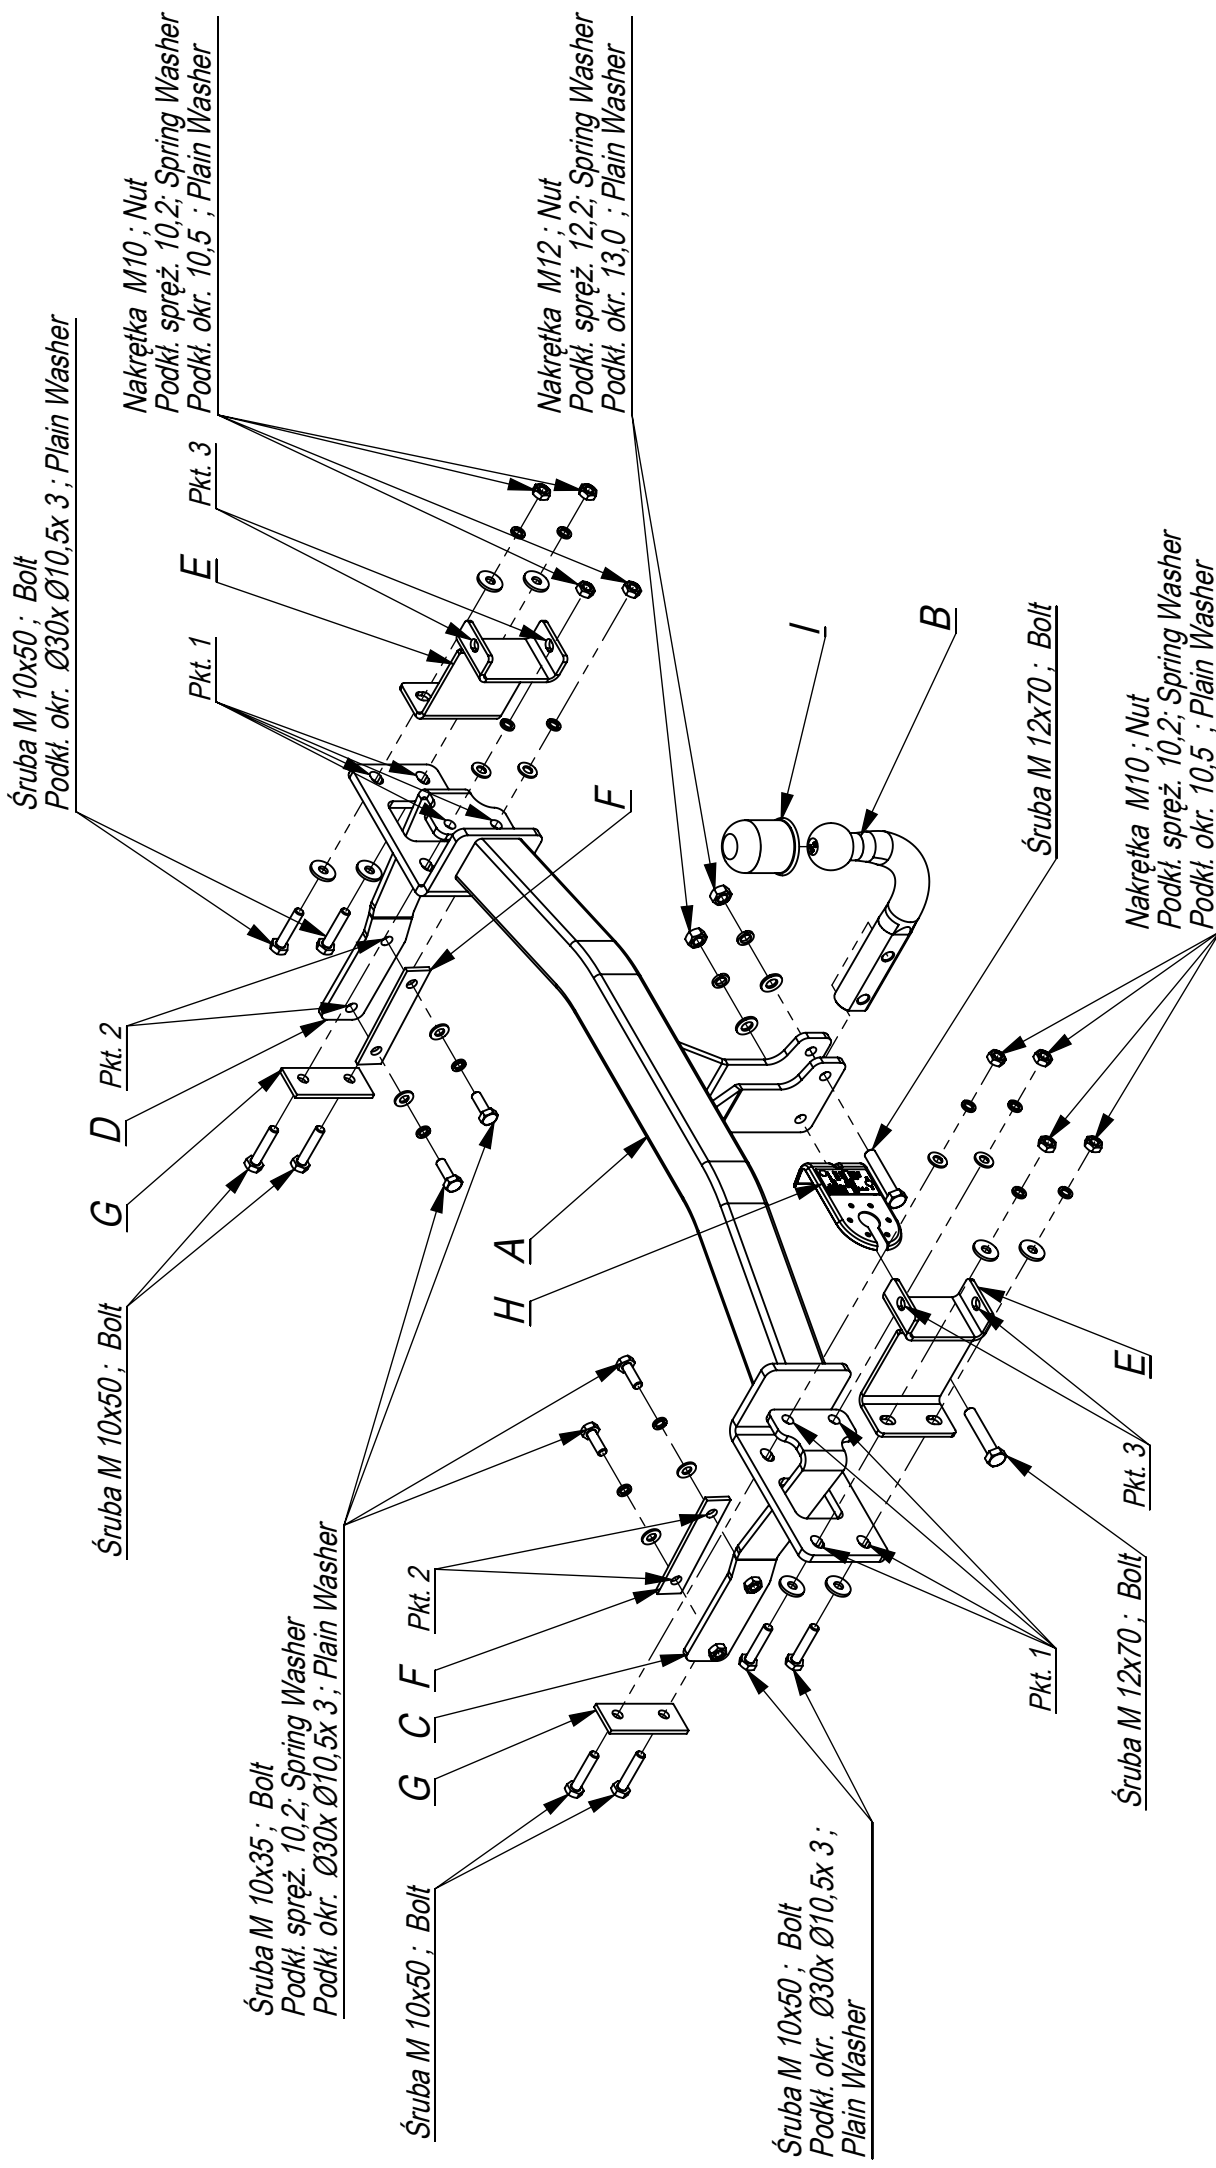 Śruba M 10x50 ; Bolt
Podkł. okr. Ø30x Ø10,5x 3 ; Plain Washer
Nakrętka M10 ; Nut
Podkł. spręż. 10,2; Spring Washer
Podkł. okr. 10,5 ; Plain Washer
Pkt. 1
E
Pkt. 3
Nakrętka M12 ; Nut
Podkł. spręż. 12,2; Spring Washer
Podkł. okr. 13,0 ; Plain Washer
G
D
Pkt. 2
F
Śruba M 10x50 ; Bolt
A
H
I
B
Śruba M 12x70 ; Bolt
Nakrętka M10 ; Nut
Podkł. spręż. 10,2; Spring Washer
Podkł. okr. 10,5 ; Plain Washer
Śruba M 10x35 ; Bolt
Podkł. spręż. 10,2; Spring Washer
Podkł. okr. Ø30x Ø10,5x 3 ; Plain Washer
G
C
F
Pkt. 2
Śruba M 10x50 ; Bolt
Śruba M 10x50 ; Bolt
Podkł. okr. Ø30x Ø10,5x 3 ;
Plain Washer
Pkt. 1
Śruba M 12x70 ; Bolt
Pkt. 3
E